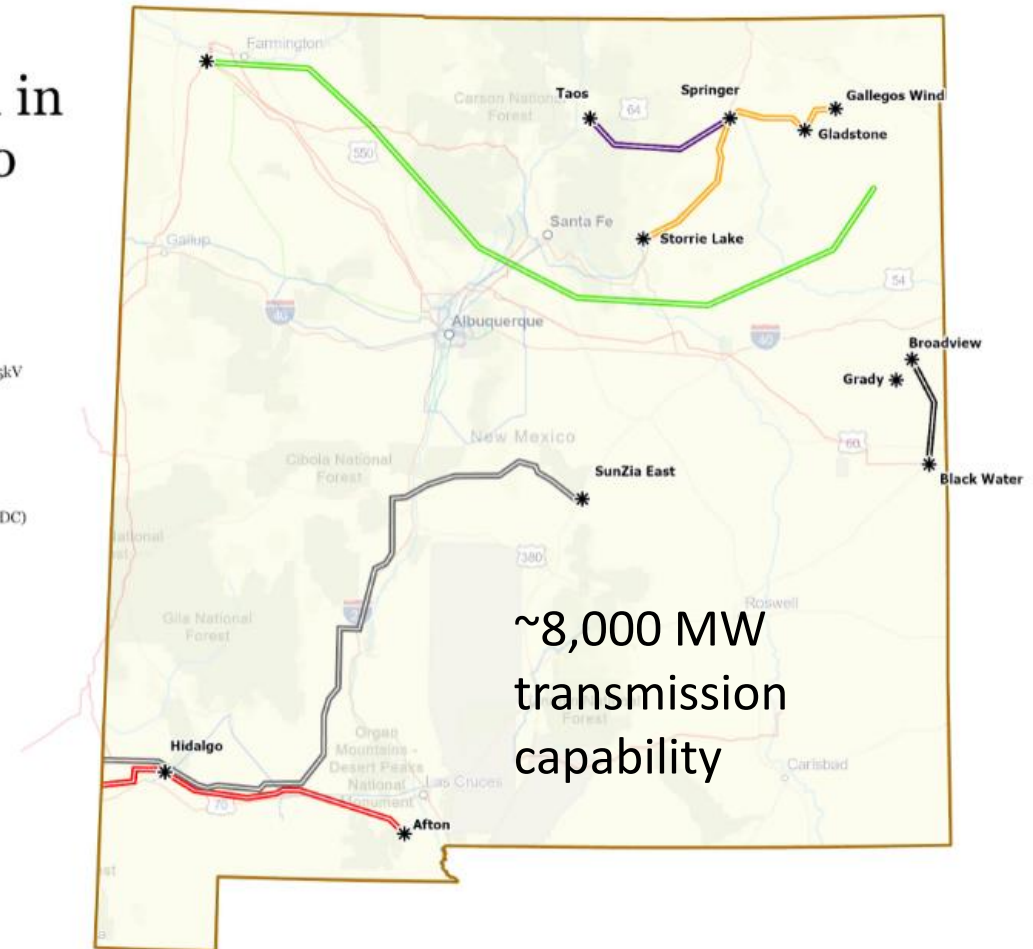 in
o
5kV
DC)
Farmington
Carson National
Forest
64
Taos
Springer
Gallegos Wind
Gladstone
550
Santa Fe
Storrie Lake
Gallup
54
40
Albuquerque
40
Broadview
Grady
60
Black Water
New Mexico
Cibola National
Forest
SunZia East
380
Gila National
Forest
Roswell
~8,000 MW
transmission
capability
Forest
Hidalgo
Organ
Mountains -
Desert Peaks
National
Monument
Las Cruces
Carlsbad
70
Afton